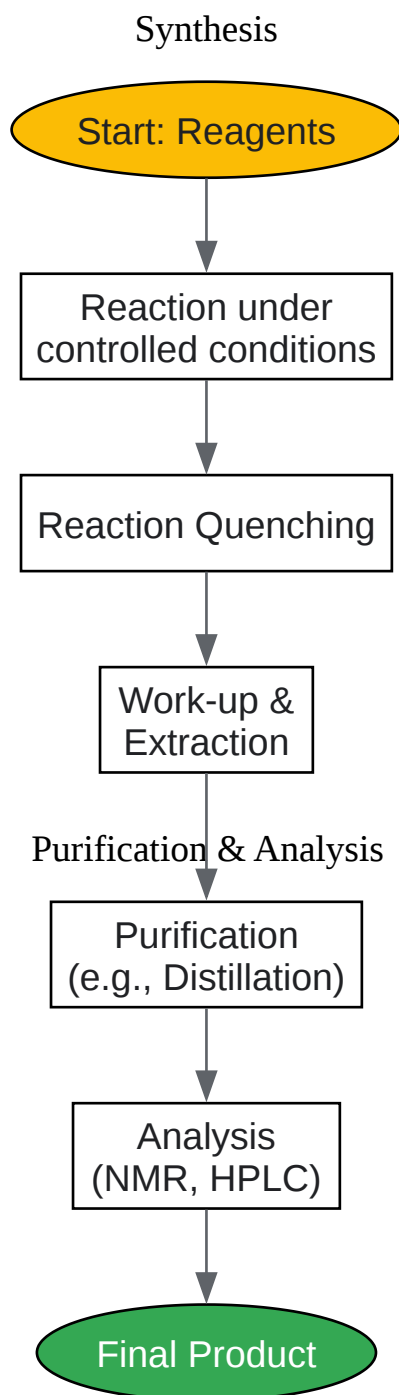 Synthesis
Start: Reagents
Reaction under
controlled conditions
Reaction Quenching
Work-up &
Extraction
Purification & Analysis
Purification
(e.g., Distillation)
Analysis
(NMR, HPLC)
Final Product